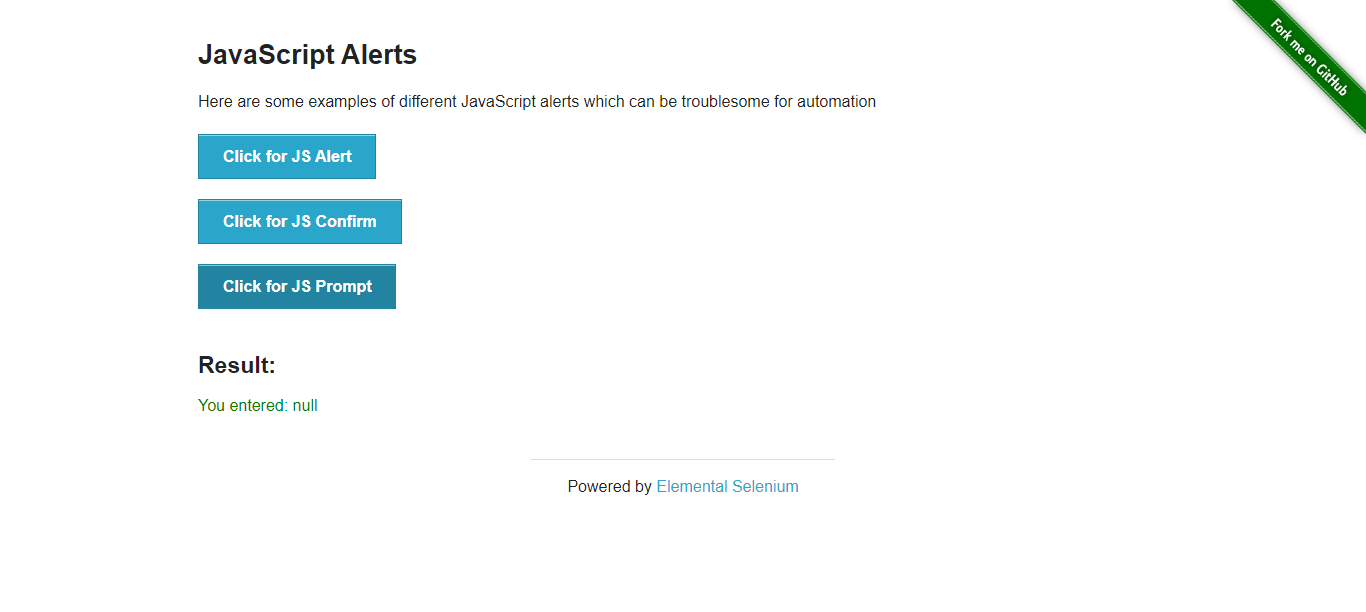 Fork me on GitHub
JavaScript Alerts
Here are some examples of different JavaScript alerts which can be troublesome for automation
Click for JS Alert
Click for JS Confirm
Click for JS Prompt
Result:
You entered: null
Powered by Elemental Selenium